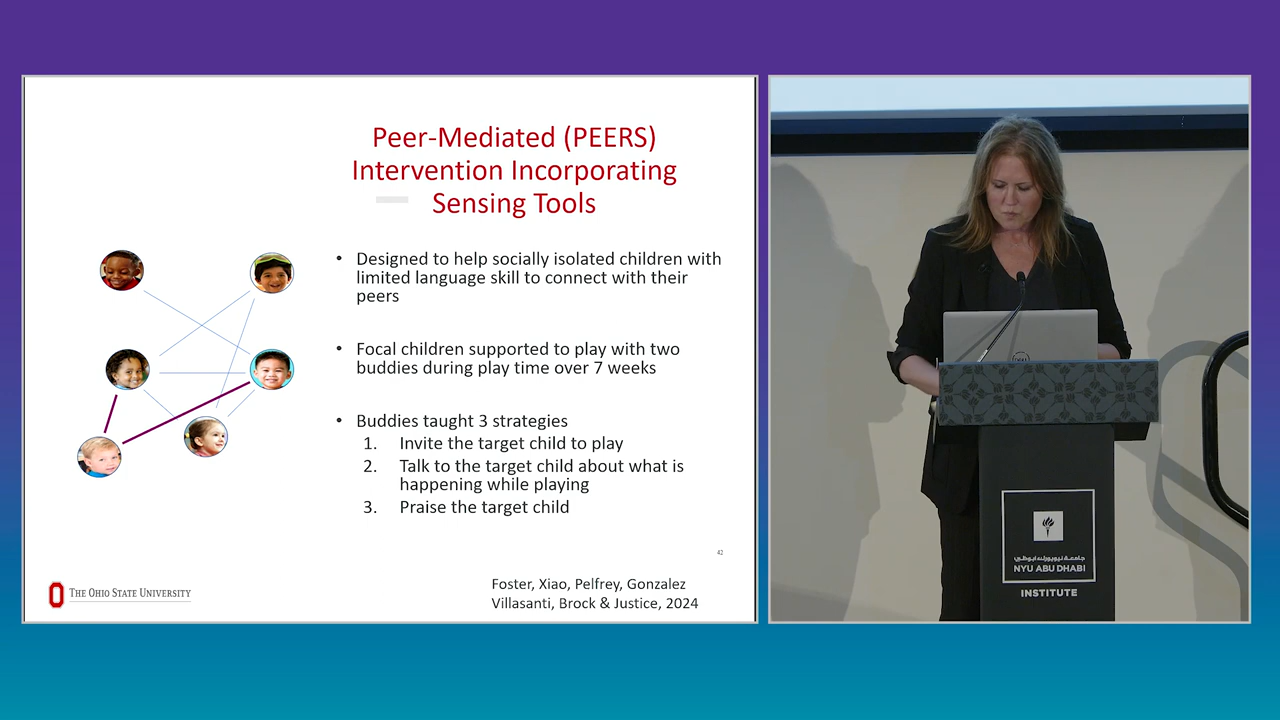 Peer-Mediated (PEERS)
Intervention Incorporating
Sensing Tools
• Designed to help socially isolated children with
limited language skill to connect with their
peers
• Focal children supported to play with two
buddies during play time over 7 weeks
• Buddies taught 3 strategies
1. Invite the target child to play
2. Talk to the target child about what is
happening while playing
3. Praise the target child
42
THE OHIO STATE UNIVERSITY
Foster, Xiao, Pelfrey, Gonzalez
Villasanti, Brock & Justice, 2024
جامعة نيويورك أبوظبي
NYU ABU DHABI
INSTITUTE